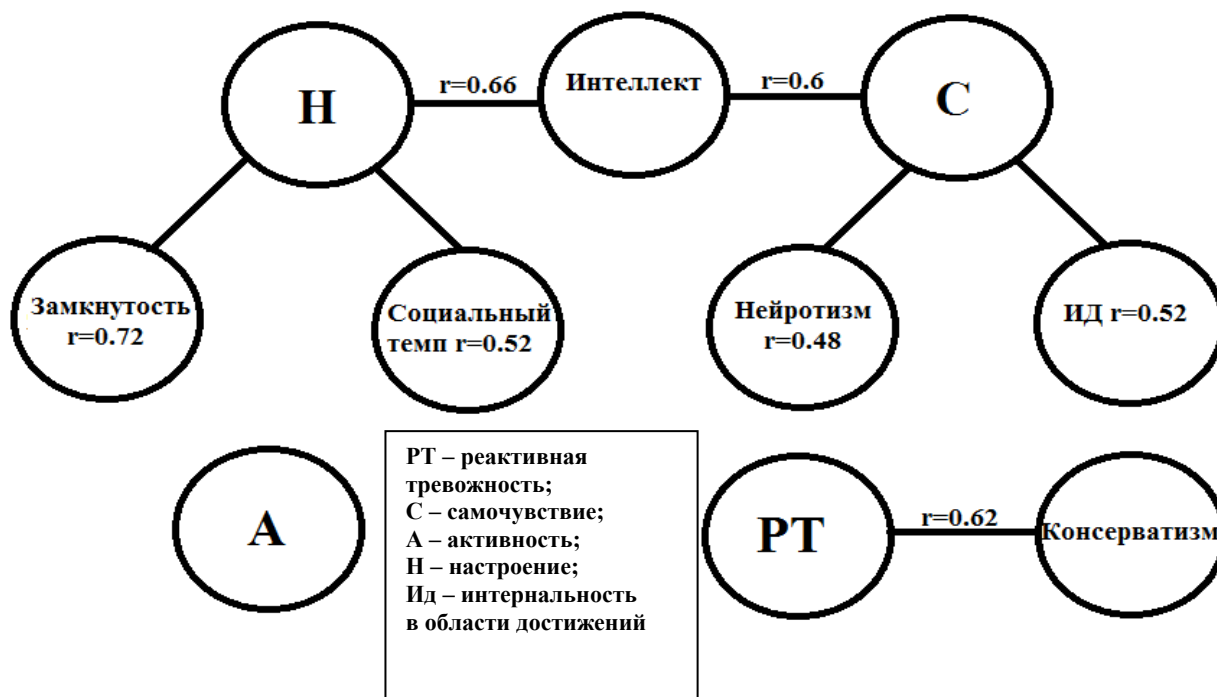 Н
r=0.66
Интеллект
r=0.6
С
Замкнутость
r=0.72
Социальный
темп r=0.52
Нейротизм
r=0.48
ИД r=0.52
А
РТ – реактивная
тревожность;
С – самочувствие;
А – активность;
Н – настроение;
Ид – интернальность
в области достижений
РТ
r=0.62
Консерватизм